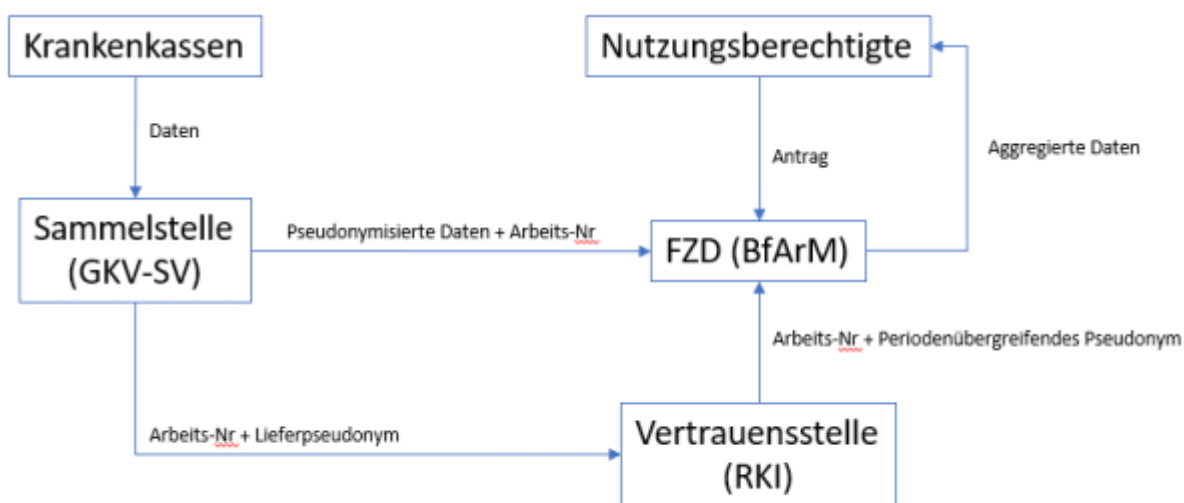 Krankenkassen
Nutzungsberechtigte
Daten
Antrag
Aggregierte Daten
Sammelstelle
(GKV-SV)
Pseudonymisierte Daten + Arbeits-Nr
FZD (BfArM)
Arbeits-Nr + Periodenübergreifendes Pseudonym
Arbeits-Nr + Lieferpseudonym
Vertrauensstelle
(RKI)